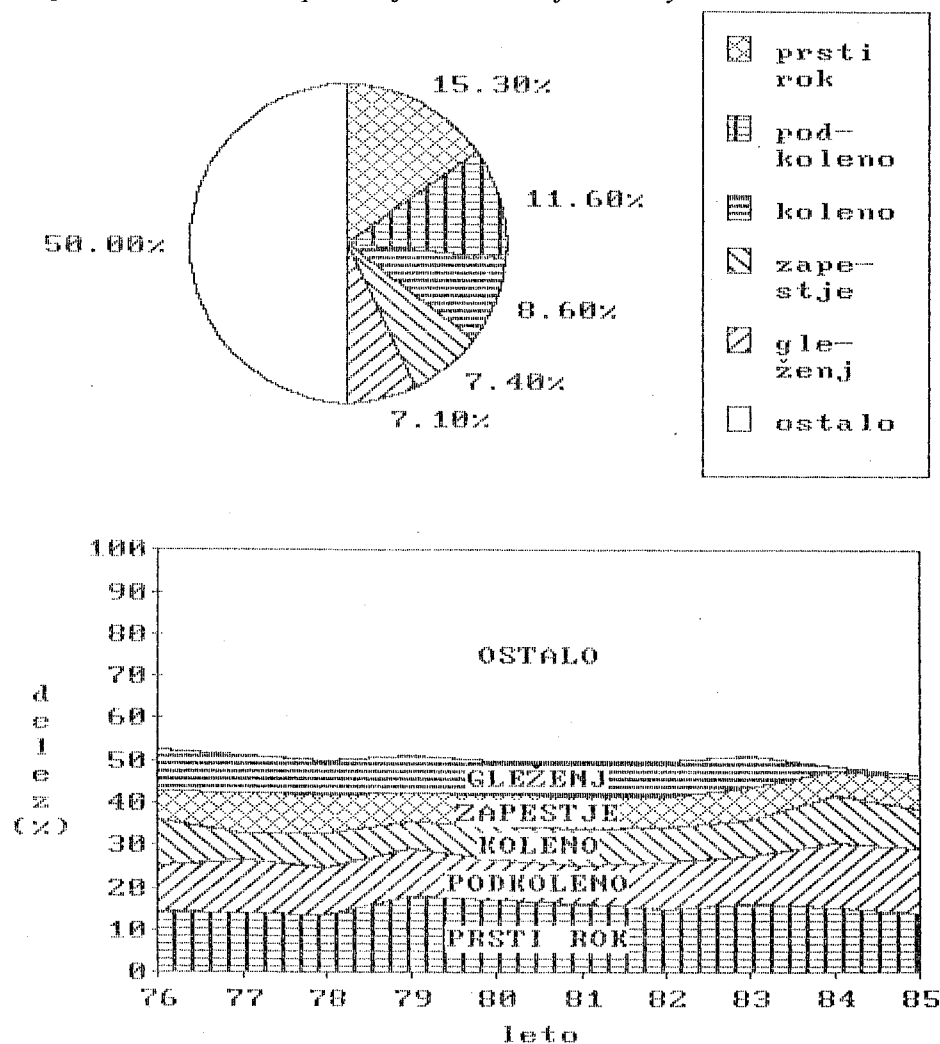 15.30%
11.60%
50.00%
8.60%
7.40%
7.10%
prsti
rok
pod-
koleno
koleno
zape-
stje
gle-
ženj
ostalo
100
90
80
70
60
50
40
30
20
10
0
delez
(%)
OSTALO
GLEŽENJ
ZAPESTJE
KOLENO
PODKOLENO
PRSTI ROK
76 77 78 79 80 81 82 83 84 85
leto